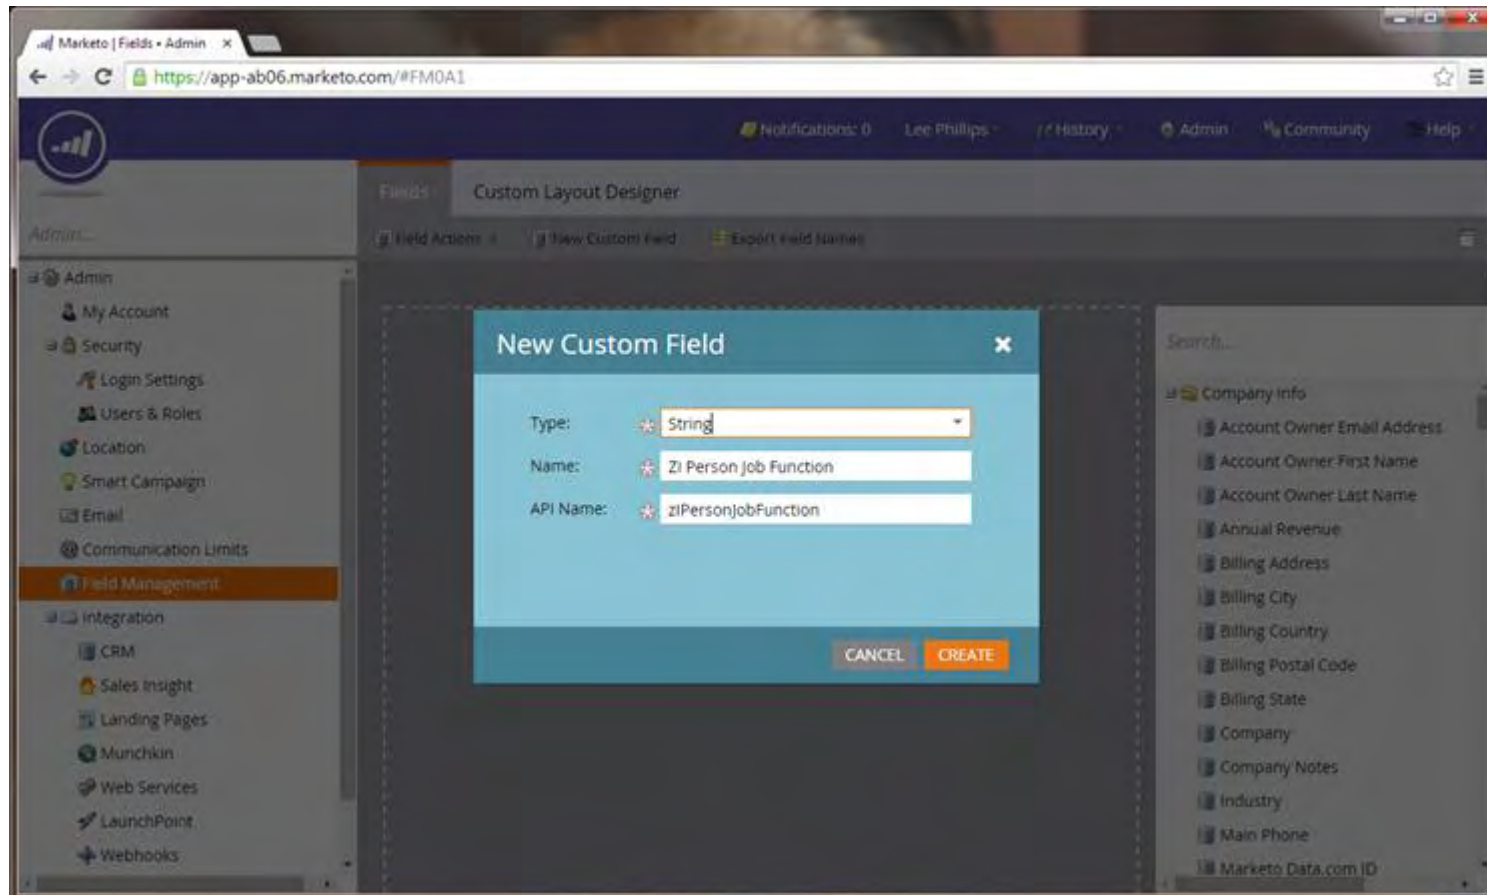 Marketo | Fields • Admin
https://app-ab06.marketo.com/#FM0A1
Notifications: 0 Lee Phillips History Admin Community Help
Fields Custom Layout Designer
Admin...
Field Actions New Custom Field Export Field Names
Admin
My Account
Security
Login Settings
Users & Roles
Location
Smart Campaign
Email
Communication Limits
Field Management
Integration
CRM
Sales Insight
Landing Pages
Munchkin
Web Services
LaunchPoint
Webhooks
New Custom Field
Type: String
Name: ZI Person Job Function
API Name: zIPersonJobFunction
CANCEL CREATE
Search...
Company Info
Account Owner Email Address
Account Owner First Name
Account Owner Last Name
Annual Revenue
Billing Address
Billing City
Billing Country
Billing Postal Code
Billing State
Company
Company Notes
Industry
Main Phone
Marketo Data.com ID